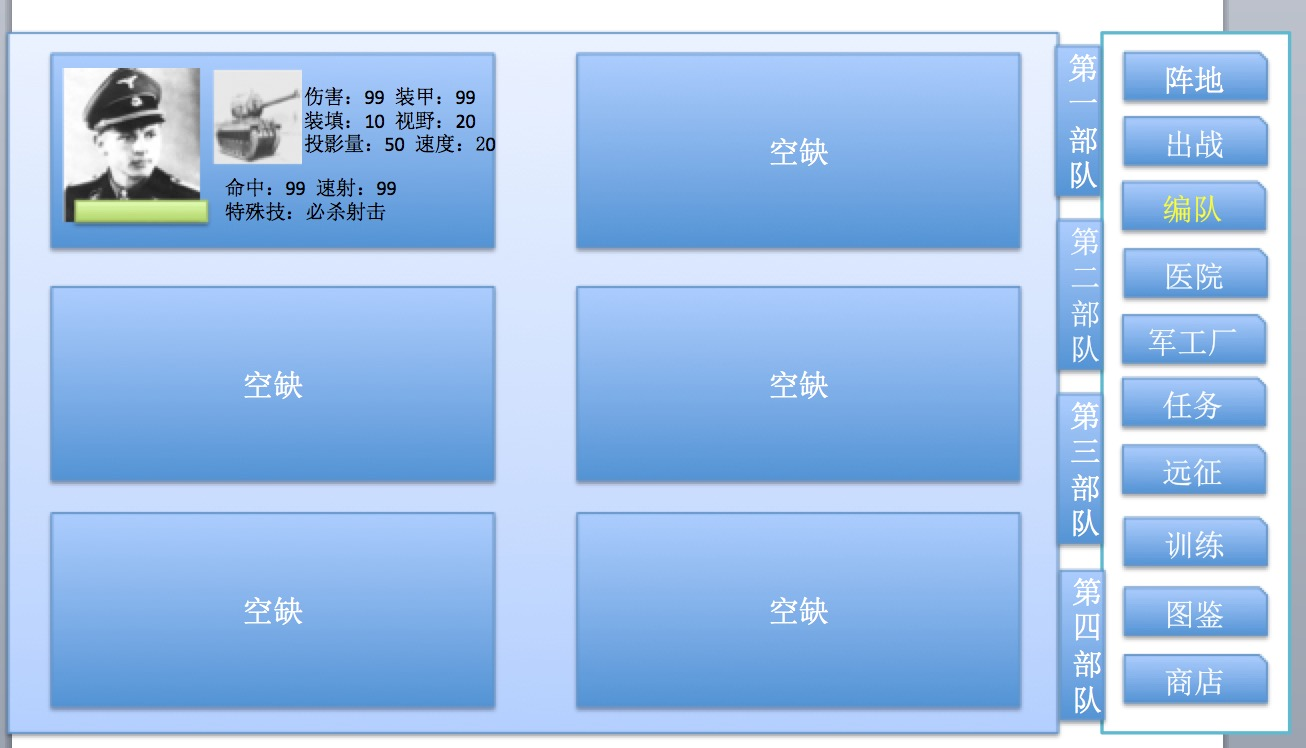 伤害：99 装甲：99
装填：10 视野：20
投影量：50 速度：20
命中：99 速射：99
特殊技：必杀射击
空缺
空缺
空缺
空缺
空缺
第一部队
第二部队
第三部队
第四部队
阵地
出战
编队
医院
军工厂
任务
远征
训练
图鉴
商店